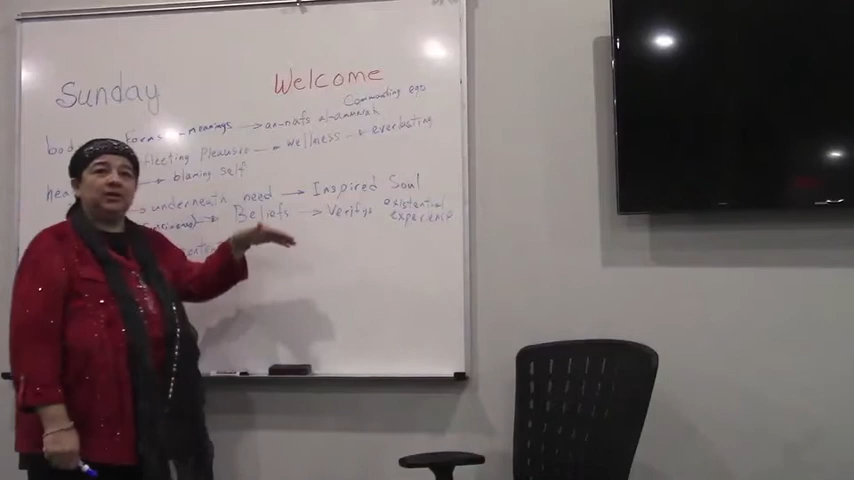 Sunday
Welcome
Commanding ego
Forms - meanings → an-nafs al-ammarah
fleeting Pleasure → wellness → everlasting
→ blaming self
→ underneath need → Inspired Soul
→ Beliefs → Verifys existential experience